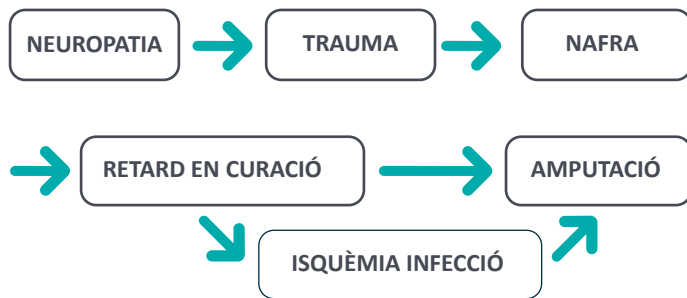 NEUROPATIA
TRAUMA
NAFRA
RETARD EN CURACIÓ
AMPUTACIÓ
ISQUÈMIA INFECCIÓ